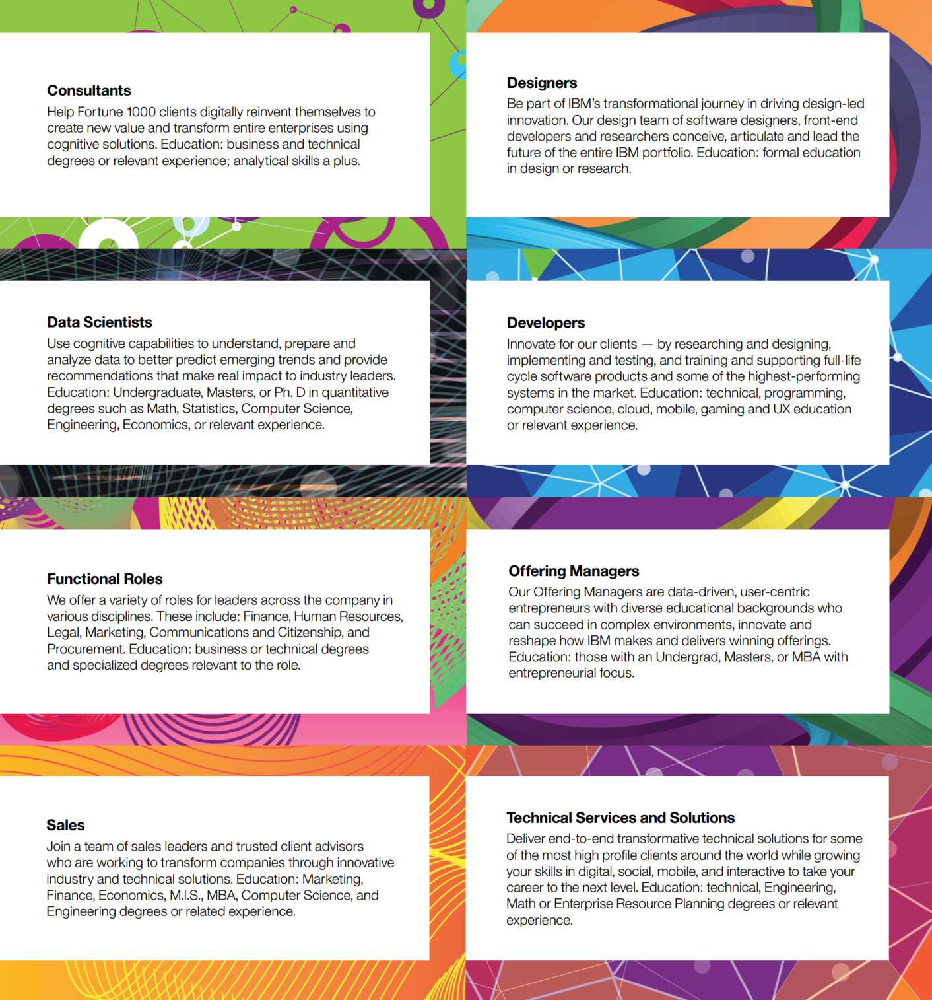 Consultants
Help Fortune 1000 clients digitally reinvent themselves to
create new value and transform entire enterprises using
cognitive solutions. Education: business and technical
degrees or relevant experience; analytical skills a plus.
Designers
Be part of IBM’s transformational journey in driving design-led
innovation. Our design team of software designers, front-end
developers and researchers conceive, articulate and lead the
future of the entire IBM portfolio. Education: formal education
in design or research.
Data Scientists
Use cognitive capabilities to understand, prepare and
analyze data to better predict emerging trends and provide
recommendations that make real impact to industry leaders.
Education: Undergraduate, Masters, or Ph. D in quantitative
degrees such as Math, Statistics, Computer Science,
Engineering, Economics, or relevant experience.
Developers
Innovate for our clients — by researching and designing,
implementing and testing, and training and supporting full-life
cycle software products and some of the highest-performing
systems in the market. Education: technical, programming,
computer science, cloud, mobile, gaming and UX education
or relevant experience.
Functional Roles
We offer a variety of roles for leaders across the company in
various disciplines. These include: Finance, Human Resources,
Legal, Marketing, Communications and Citizenship, and
Procurement. Education: business or technical degrees
and specialized degrees relevant to the role.
Offering Managers
Our Offering Managers are data-driven, user-centric
entrepreneurs with diverse educational backgrounds who
can succeed in complex environments, innovate and
reshape how IBM makes and delivers winning offerings.
Education: those with an Undergrad, Masters, or MBA with
entrepreneurial focus.
Sales
Join a team of sales leaders and trusted client advisors
who are working to transform companies through innovative
industry and technical solutions. Education: Marketing,
Finance, Economics, M.I.S., MBA, Computer Science, and
Engineering degrees or related experience.
Technical Services and Solutions
Deliver end-to-end transformative technical solutions for some
of the most high profile clients around the world while growing
your skills in digital, social, mobile, and interactive to take your
career to the next level. Education: technical, Engineering,
Math or Enterprise Resource Planning degrees or relevant
experience.